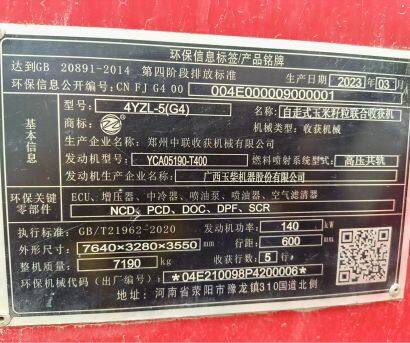 环保信息标签/产品铭牌
达到GB 20891-2014 第四阶段排放标准 生产日期 2023年03月
环保信息公开编号:CN FJ G4 00 004E000009000001
基本信息
型号: 4YZL-5(G4) 名称: 自走式玉米籽粒联合收获机
商标: 机械类型: 收获机械
生产企业名称: 郑州中联收获机械有限公司
发动机型号: YCA05190-T400 燃料喷射系统型式: 高压共轨
发动机生产企业名称: 广西玉柴机器股份有限公司
环保关键零部件
ECU、增压器、中冷器、喷油泵、喷油器、空气滤清器
NCD、PCD、DOC、DPF、SCR
执行标准: GB/T21962-2020 发动机功率: 140 kW
外形尺寸: 7640×3280×3550 mm 行距: 600 mm
整机质量: 7190 kg 收获行数: 5 行
环保机械代码(出厂编号): *04E210098P4200006*
地址: 河南省荥阳市豫龙镇310国道北侧